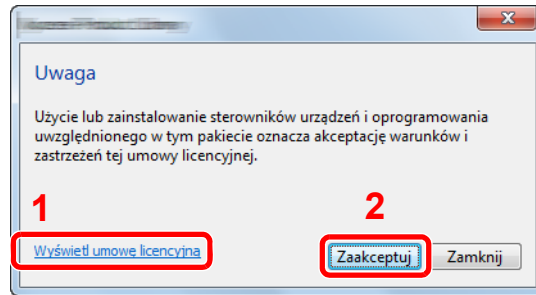 Uwaga
Użycie lub zainstalowanie sterowników urządzeń i oprogramowania
uwzględnionego w tym pakiecie oznacza akceptację warunków i
zastrzeżeń tej umowy licencyjnej.
1
2
Wyświetl umowę licencyjną
Zaakceptuj
Zamknij